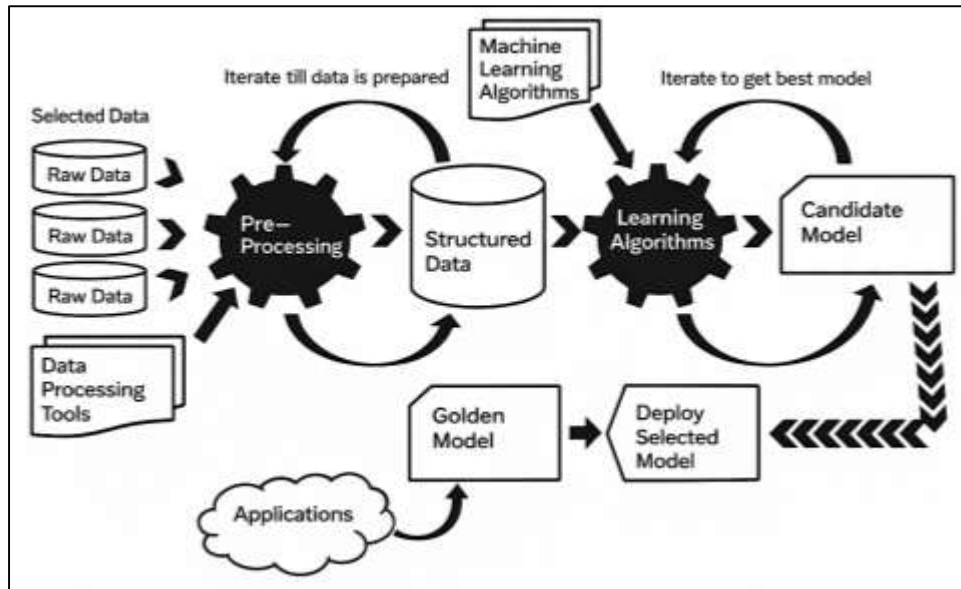 Iterate till data is prepared
Machine
Learning
Algorithms
Iterate to get best model
Selected Data
Raw Data
Raw Data
Raw Data
Pre-
Processing
Structured
Data
Learning
Algorithms
Candidate
Model
Data
Processing
Tools
Golden
Model
Deploy
Selected
Model
Applications